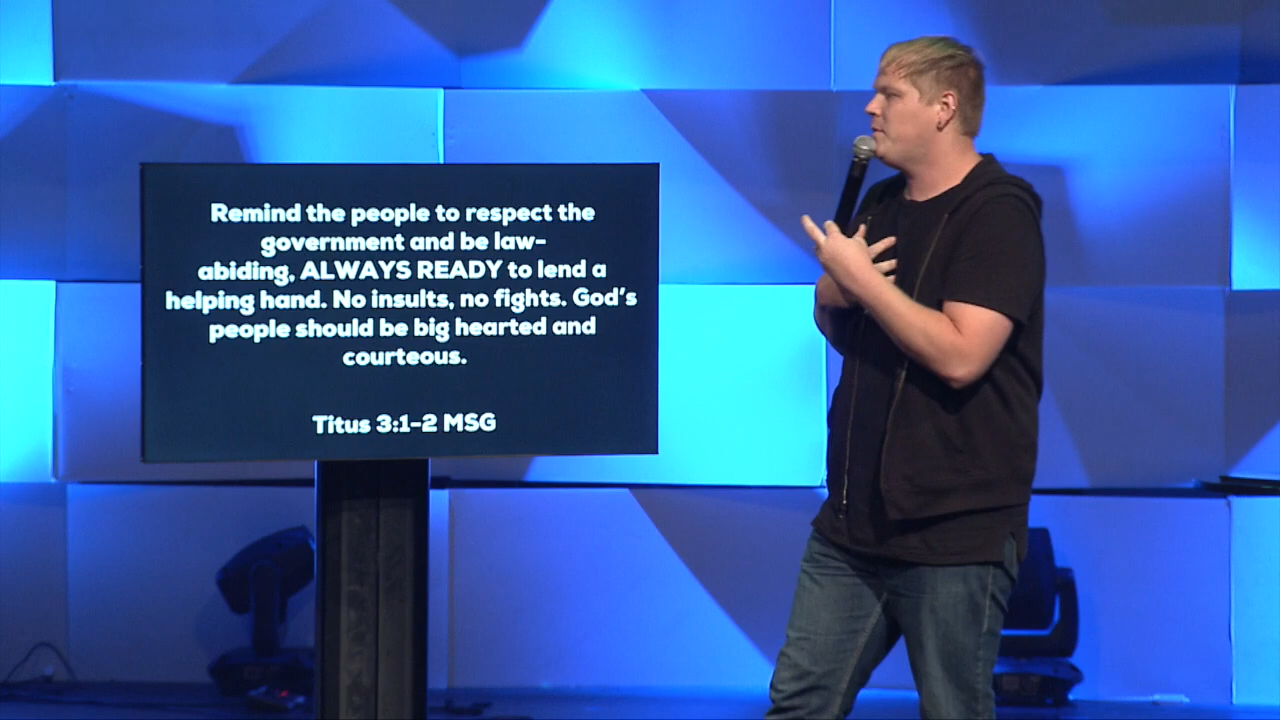 Remind the people to respect the
government and be law-
abiding, ALWAYS READY to lend a
helping hand. No insults, no fights. God's
people should be big hearted and
courteous.
Titus 3:1-2 MSG